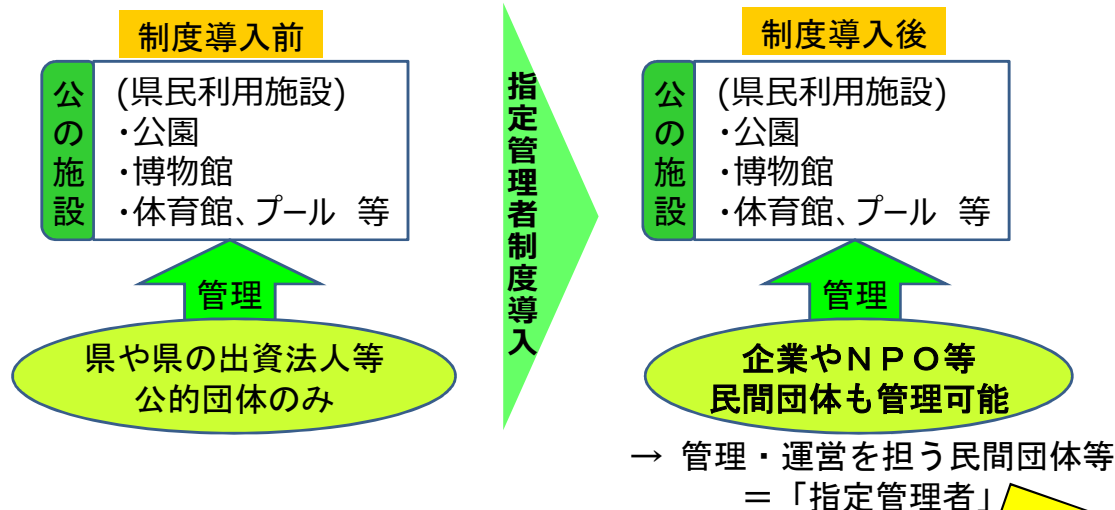 制度導入前
公の施設
(県民利用施設)
・公園
・博物館
・体育館、プール 等
管理
県や県の出資法人等
公的団体のみ
指定管理者制度導入
制度導入後
公の施設
(県民利用施設)
・公園
・博物館
・体育館、プール 等
管理
企業やNPO等
民間団体も管理可能
→ 管理・運営を担う民間団体等
＝「指定管理者」